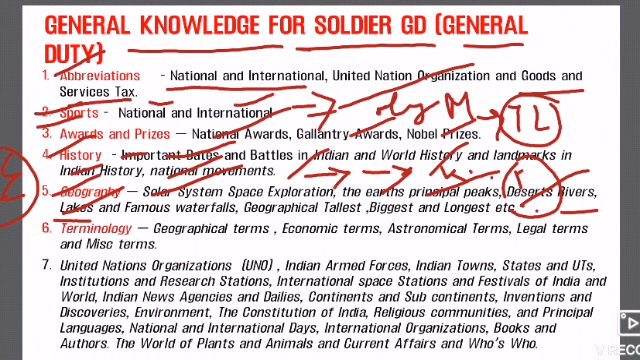 GENERAL KNOWLEDGE FOR SOLDIER GD (GENERAL
DUTY)
1. Abbreviations - National and International, United Nation Organization and Goods and
Services Tax.
2. Sports - National and International
3. Awards and Prizes – National Awards, Gallantry Awards, Nobel Prizes.
4. History - Important Dates and Battles in Indian and World History and landmarks in
Indian History, national movements.
5. Geography – Solar System Space Exploration, the earths principal peaks, Deserts Rivers,
Lakes and Famous waterfalls, Geographical Tallest ,Biggest and Longest etc.
6. Terminology – Geographical terms , Economic terms, Astronomical Terms, Legal terms
and Misc terms.
7. United Nations Organizations (UNO) , Indian Armed Forces, Indian Towns, States and UTs,
Institutions and Research Stations, International space Stations and Festivals of India and
World, Indian News Agencies and Dailies, Continents and Sub continents, Inventions and
Discoveries, Environment, The Constitution of India, Religious communities, and Principal
Languages, National and International Days, International Organizations, Books and
Authors. The World of Plants and Animals and Current Affairs and Who's Who.